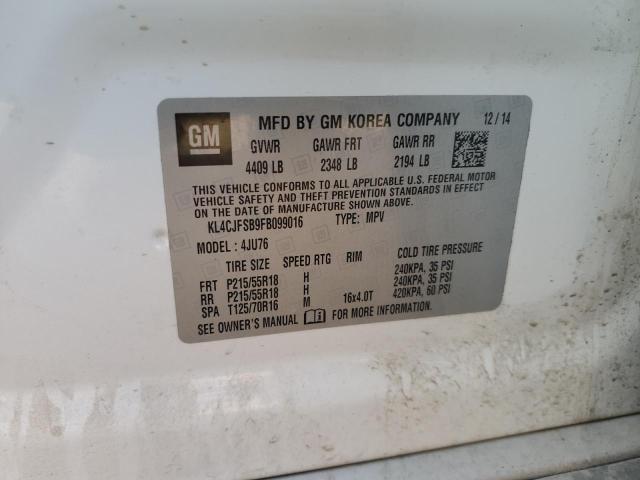 GM
MFD BY GM KOREA COMPANY 12/14
GVWR GAWR FRT GAWR RR
4409 LB 2348 LB 2194 LB
THIS VEHICLE CONFORMS TO ALL APPLICABLE U.S. FEDERAL MOTOR
VEHICLE SAFETY AND THEFT PREVENTION STANDARDS IN EFFECT
ON THE DATE OF MANUFACTURE SHOWN ABOVE.
KL4CJFSB9FB099016 TYPE: MPV
MODEL: 4JU76
TIRE SIZE SPEED RTG RIM COLD TIRE PRESSURE
FRT P215/55R18 H 240KPA, 35 PSI
RR P215/55R18 H 240KPA, 35 PSI
SPA T125/70R16 M 16x4.0T 420KPA, 60 PSI
SEE OWNER'S MANUAL FOR MORE INFORMATION